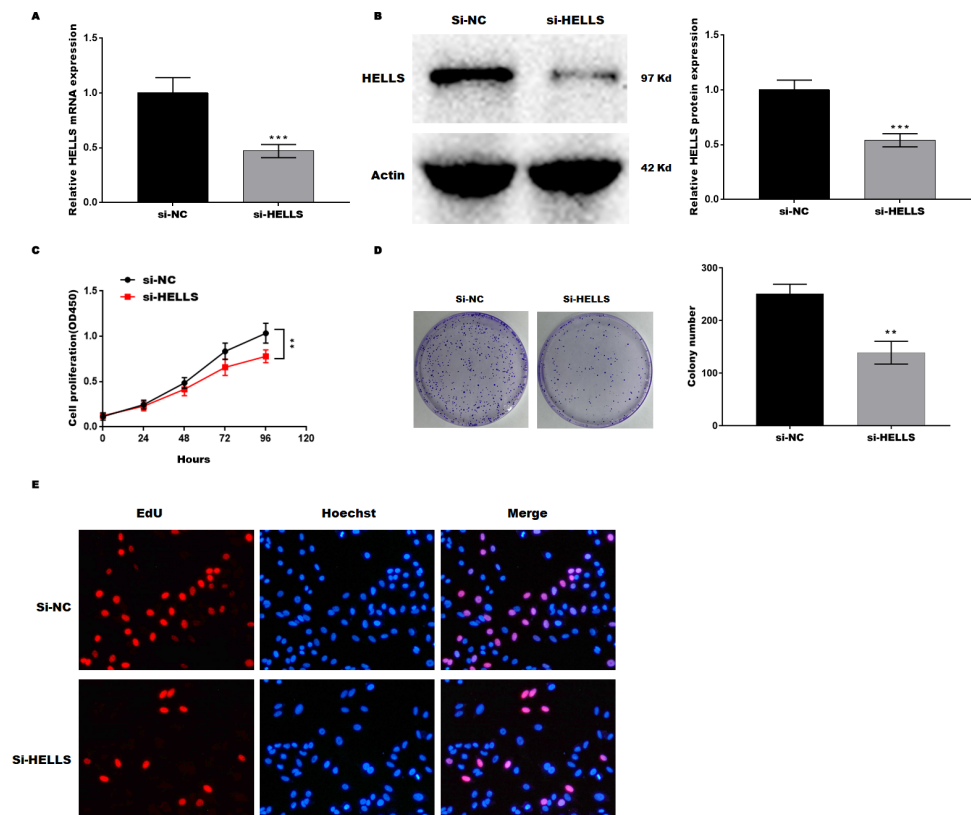 A
Relative HELLS mRNA expression
1.5
1.0
0.5
0.0
***
si-NC
si-HELLS
B
Si-NC
si-HELLS
HELLS
97 Kd
Actin
42 Kd
Relative HELLS protein expression
1.5
1.0
0.5
0.0
***
si-NC
si-HELLS
C
si-NC
si-HELLS
Cell proliferation(OD450)
1.5
1.0
0.5
0.0
**
0
24
48
72
96
120
Hours
D
Si-NC
Si-HELLS
Colony number
300
200
100
0
**
si-NC
si-HELLS
E
EdU
Hoechst
Merge
Si-NC
Si-HELLS